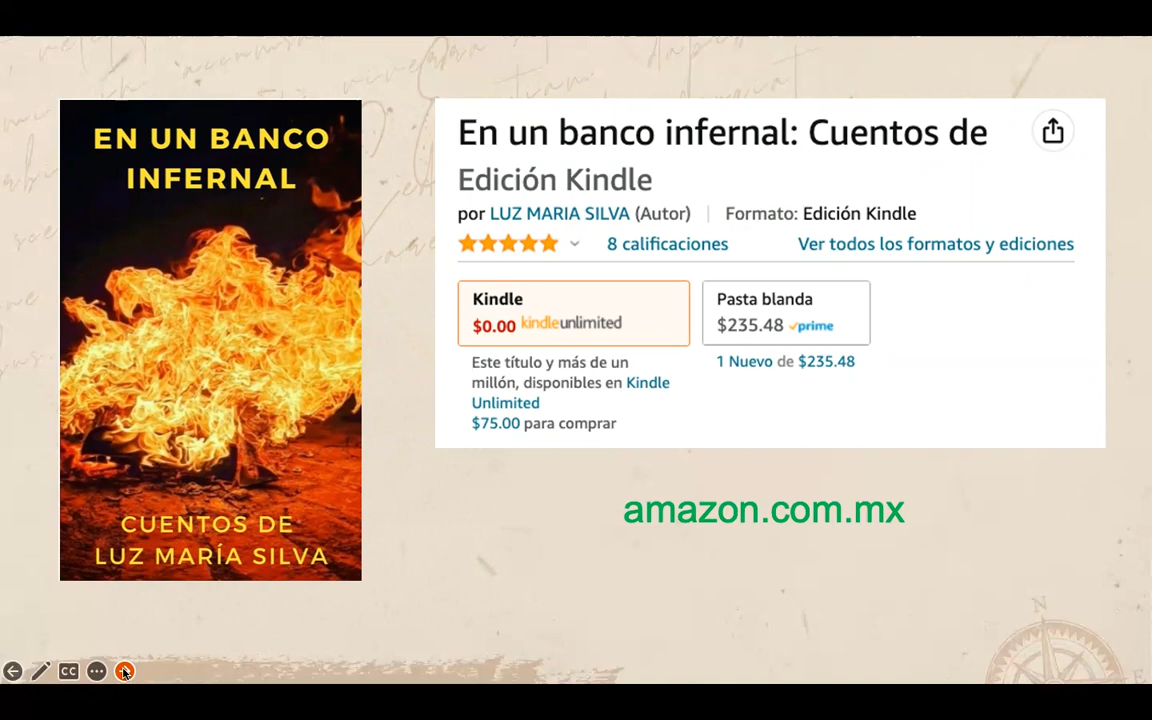 EN UN BANCO
INFERNAL
CUENTOS DE
LUZ MARÍA SILVA
En un banco infernal: Cuentos de
Edición Kindle
por LUZ MARIA SILVA (Autor) | Formato: Edición Kindle
8 calificaciones Ver todos los formatos y ediciones
Kindle
$0.00 kindleunlimited
Este título y más de un
millón, disponibles en Kindle
Unlimited
$75.00 para comprar
Pasta blanda
$235.48 prime
1 Nuevo de $235.48
amazon.com.mx
CC
N
E